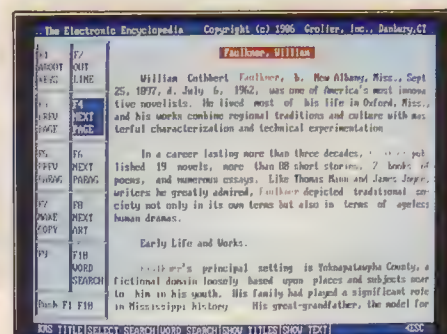 The Electronic Encyclopedia Copyright (c) 1986 Grolier, Inc., Danbury, CT
Faulkner, William
F1 F2
ABOUT OUT
LINE
F4
PREV NEXT
PAGE PAGE
F5 F6
PREV NEXT
PARAG PARAG
F7 F8
MAKE NEXT
COPY ART
F9 F10
WORD
SEARCH
Push F1 F10
William Cuthbert Faulkner, b. New Albany, Miss., Sept
25, 1897, d. July 6, 1962, was one of America's most innova
tive novelists. He lived most of his life in Oxford, Miss.,
and his works combine regional traditions and culture with mas
terful characterization and technical experimentation
In a career lasting more than three decades, pub
lished 19 novels, more than 80 short stories, 2 books of
poems, and numerous essays. Like Thomas Mann and James Joyce,
writers he greatly admired, Faulkner depicted traditional so
ciety not only in its own terms but also in terms of ageless
human dramas.
Early Life and Works.
principal setting is Yoknapatawpha County, a
fictional domain loosely based upon places and subjects near
to him in his youth. His family had played a significant role
in Mississippi history His great-grandfather, the model for
TITLE|SELECT SEARCH|WORD SEARCH|SHOW TITLES|SHOW TEXT| ESC